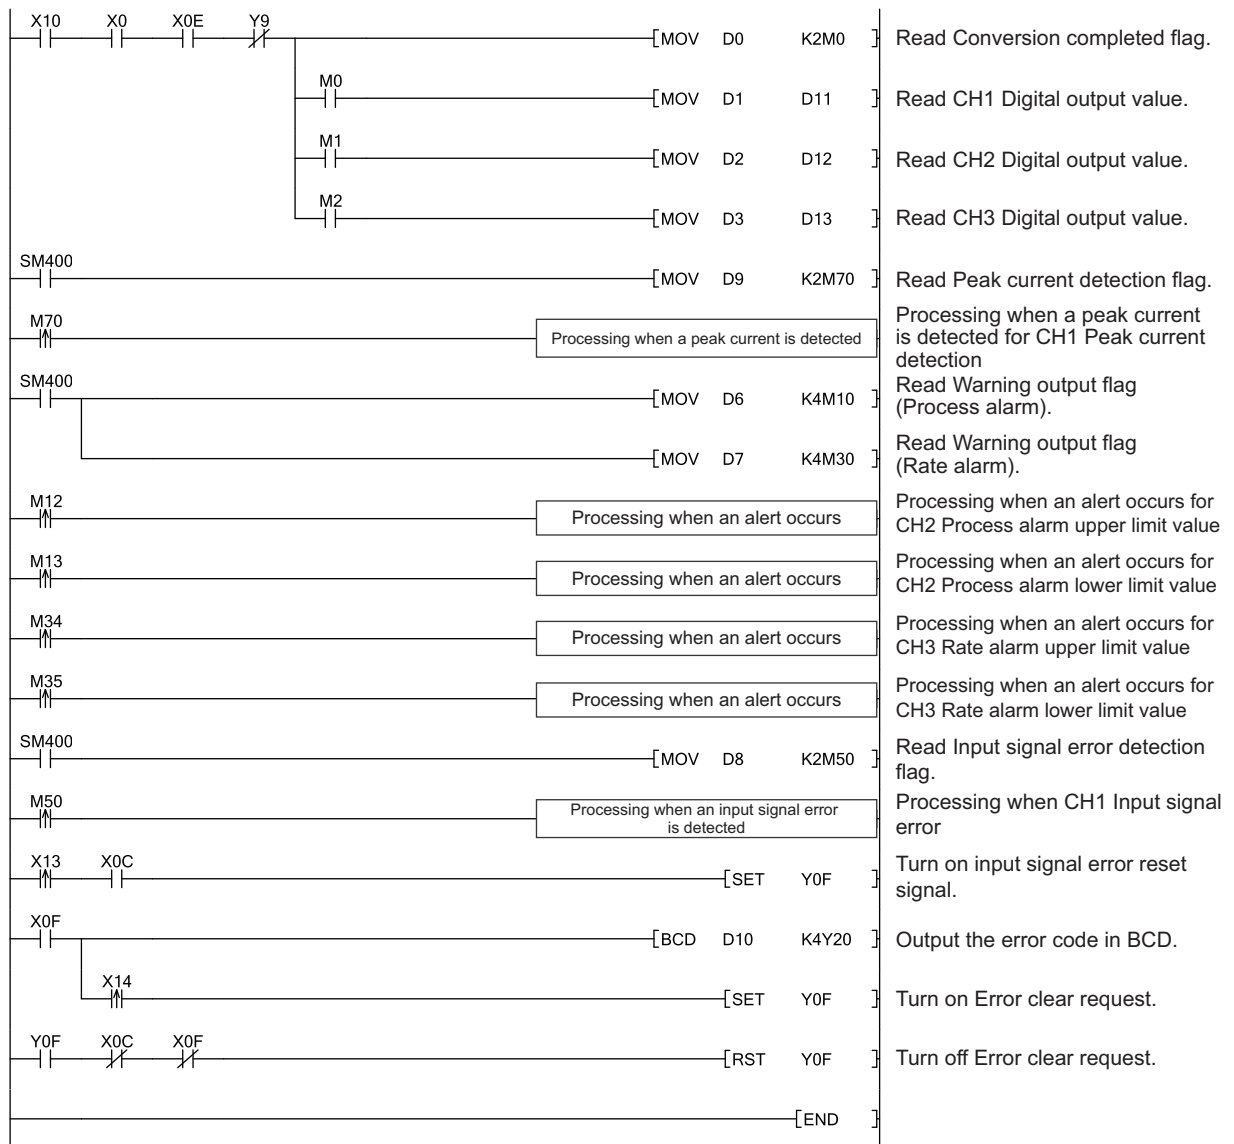 X10 X0 X0E Y9
MOV D0 K2M0 Read Conversion completed flag.
M0
MOV D1 D11 Read CH1 Digital output value.
M1
MOV D2 D12 Read CH2 Digital output value.
M2
MOV D3 D13 Read CH3 Digital output value.
SM400
MOV D9 K2M70 Read Peak current detection flag.
M70
Processing when a peak current is detected
Processing when a peak current
is detected for CH1 Peak current
detection
SM400
MOV D6 K4M10
Read Warning output flag
(Process alarm).
MOV D7 K4M30
Read Warning output flag
(Rate alarm).
M12
Processing when an alert occurs
Processing when an alert occurs for
CH2 Process alarm upper limit value
M13
Processing when an alert occurs
Processing when an alert occurs for
CH2 Process alarm lower limit value
M34
Processing when an alert occurs
Processing when an alert occurs for
CH3 Rate alarm upper limit value
M35
Processing when an alert occurs
Processing when an alert occurs for
CH3 Rate alarm lower limit value
SM400
MOV D8 K2M50
Read Input signal error detection
flag.
M50
Processing when an input signal error
is detected
Processing when CH1 Input signal
error
X13 X0C
SET Y0F
Turn on input signal error reset
signal.
X0F
BCD D10 K4Y20 Output the error code in BCD.
X14
SET Y0F Turn on Error clear request.
Y0F X0C X0F
RST Y0F Turn off Error clear request.
END